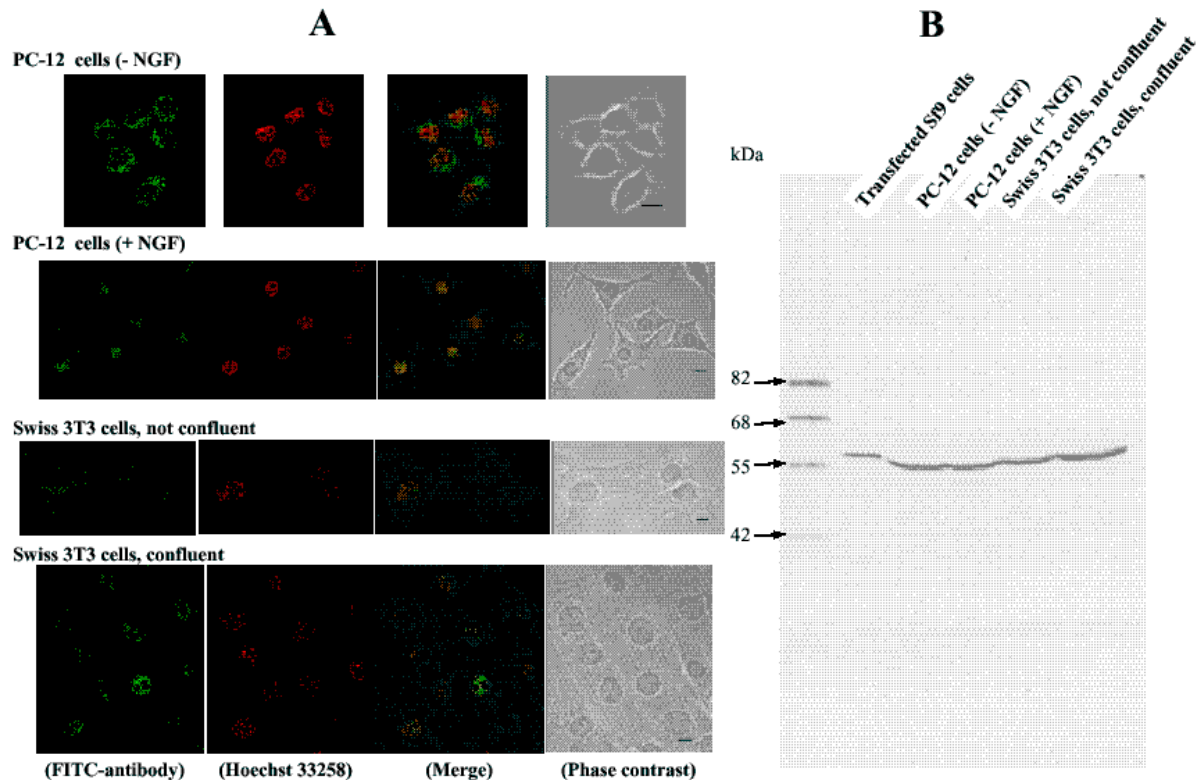 A
PC-12 cells (- NGF)
PC-12 cells (+ NGF)
Swiss 3T3 cells, not confluent
Swiss 3T3 cells, confluent
(FITC-antibody) (Hoechst 33258) (Merge) (Phase contrast)
B
kDa
Transfected Sf9 cells
PC-12 cells (- NGF)
PC-12 cells (+ NGF)
Swiss 3T3 cells, not confluent
Swiss 3T3 cells, confluent
82
68
55
42